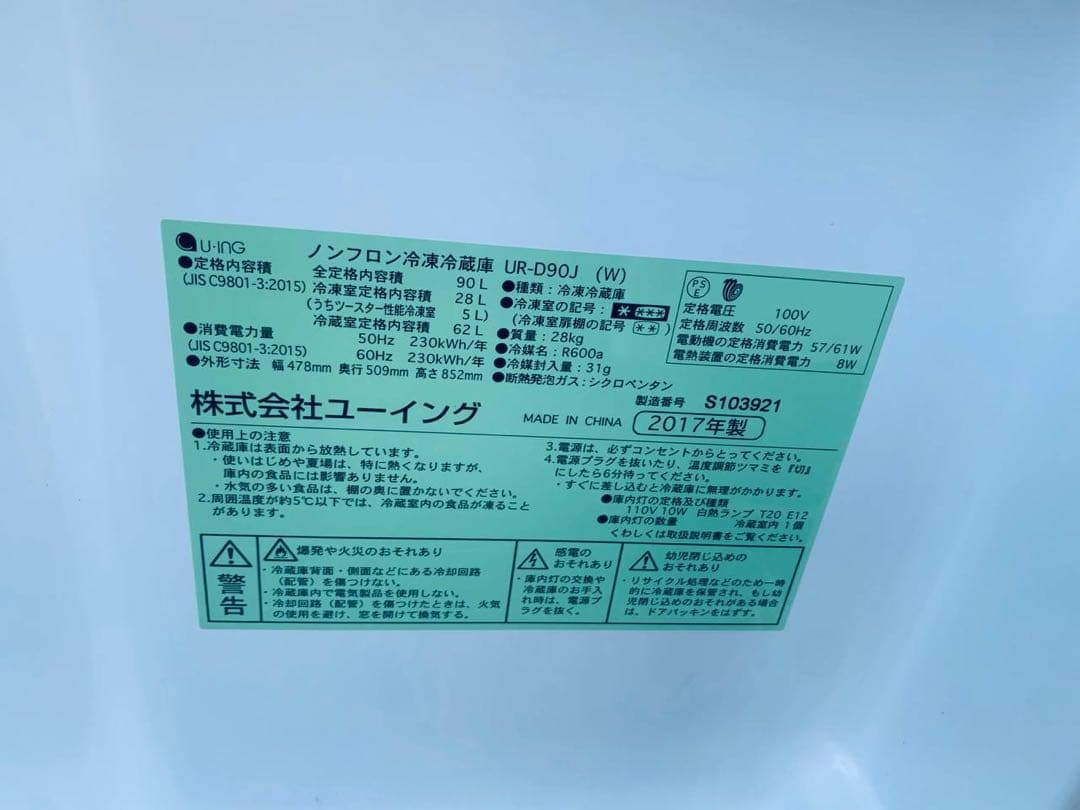 U-ING ノンフロン冷凍冷蔵庫 UR-D90J (W)
●定格内容積
(JIS C9801-3:2015)
全定格内容積 90 L
冷凍室定格内容積 28 L
(うちツースター性能冷凍室 5 L)
冷蔵室定格内容積 62 L
●消費電力量
(JIS C9801-3:2015)
50Hz 230kWh/年
60Hz 230kWh/年
●外形寸法 幅 478mm 奥行 509mm 高さ 852mm
●種類:冷凍冷蔵庫
●冷凍室の記号:* ***
(冷凍室扉棚の記号 **)
●質量:28kg
●冷媒名:R600a
●冷媒封入量:31g
●断熱発泡ガス:シクロペンタン
PSE
定格電圧 100V
定格周波数 50/60Hz
電動機の定格消費電力 57/61W
電熱装置の定格消費電力 8W
株式会社ユーイング
製造番号 S103921
MADE IN CHINA 2017年製
●使用上の注意
1.冷蔵庫は表面から放熱しています。
・使いはじめや夏場は、特に熱くなりますが、
庫内の食品には影響ありません。
・水気の多い食品は、棚の奥に置かないでください。
2.周囲温度が約5℃以下では、冷蔵室内の食品が凍ること
があります。
3.電源は、必ずコンセントからとってください。
4.電源プラグを抜いたり、温度調節ツマミを『切』
にしたら6分待ってください。
・すぐに差し込むと冷蔵庫に無理がかかります。
●庫内灯の定格及び種類
110V 10W 白熱ランプ T20 E12
●庫内灯の数量 冷蔵室内 1個
くわしくは取扱説明書をご覧ください。
警告
爆発や火災のおそれあり
・冷蔵庫背面・側面などにある冷却回路
(配管)を傷つけない。
・冷蔵庫内で電気製品を使用しない。
・冷却回路(配管)を傷つけたときは、火気
の使用を避け、窓を開けて換気する。
感電の
おそれあり
・庫内灯の交換や
冷蔵庫のお手入
れ時は、電源プ
ラグを抜く。
幼児閉じ込めの
おそれあり
・リサイクル処理などのため一時
的に冷蔵庫を保管され、もし幼
児閉じ込めのおそれがある場合
は、ドアパッキンをはずす。